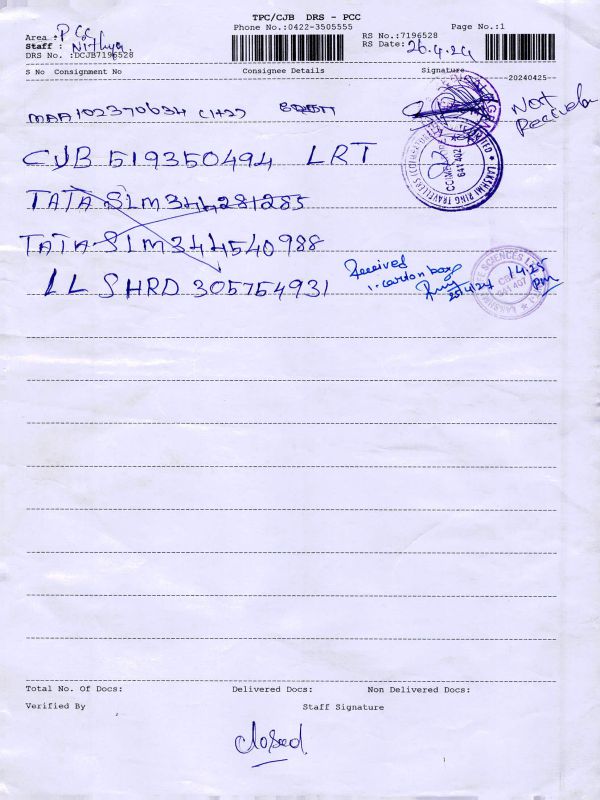 TPC/CJB DRS - PCC
Area : PCC Phone No.:0422-3505555 RS No.:7196528 Page No.:1
Staff : Nithya. RS Date: 26.4.24
DRS No. :DCJB7196528
S No Consignment No Consignee Details Signature
20240425
MAA102370634
Not
CJB 519350494 LRT
TATA SLM344281285
TATA SLM344540988
Received
1. carton box
14.25
pm
25/4/24
LL SHRD 305754931
Total No. Of Docs: Delivered Docs: Non Delivered Docs:
Verified By Staff Signature
closed